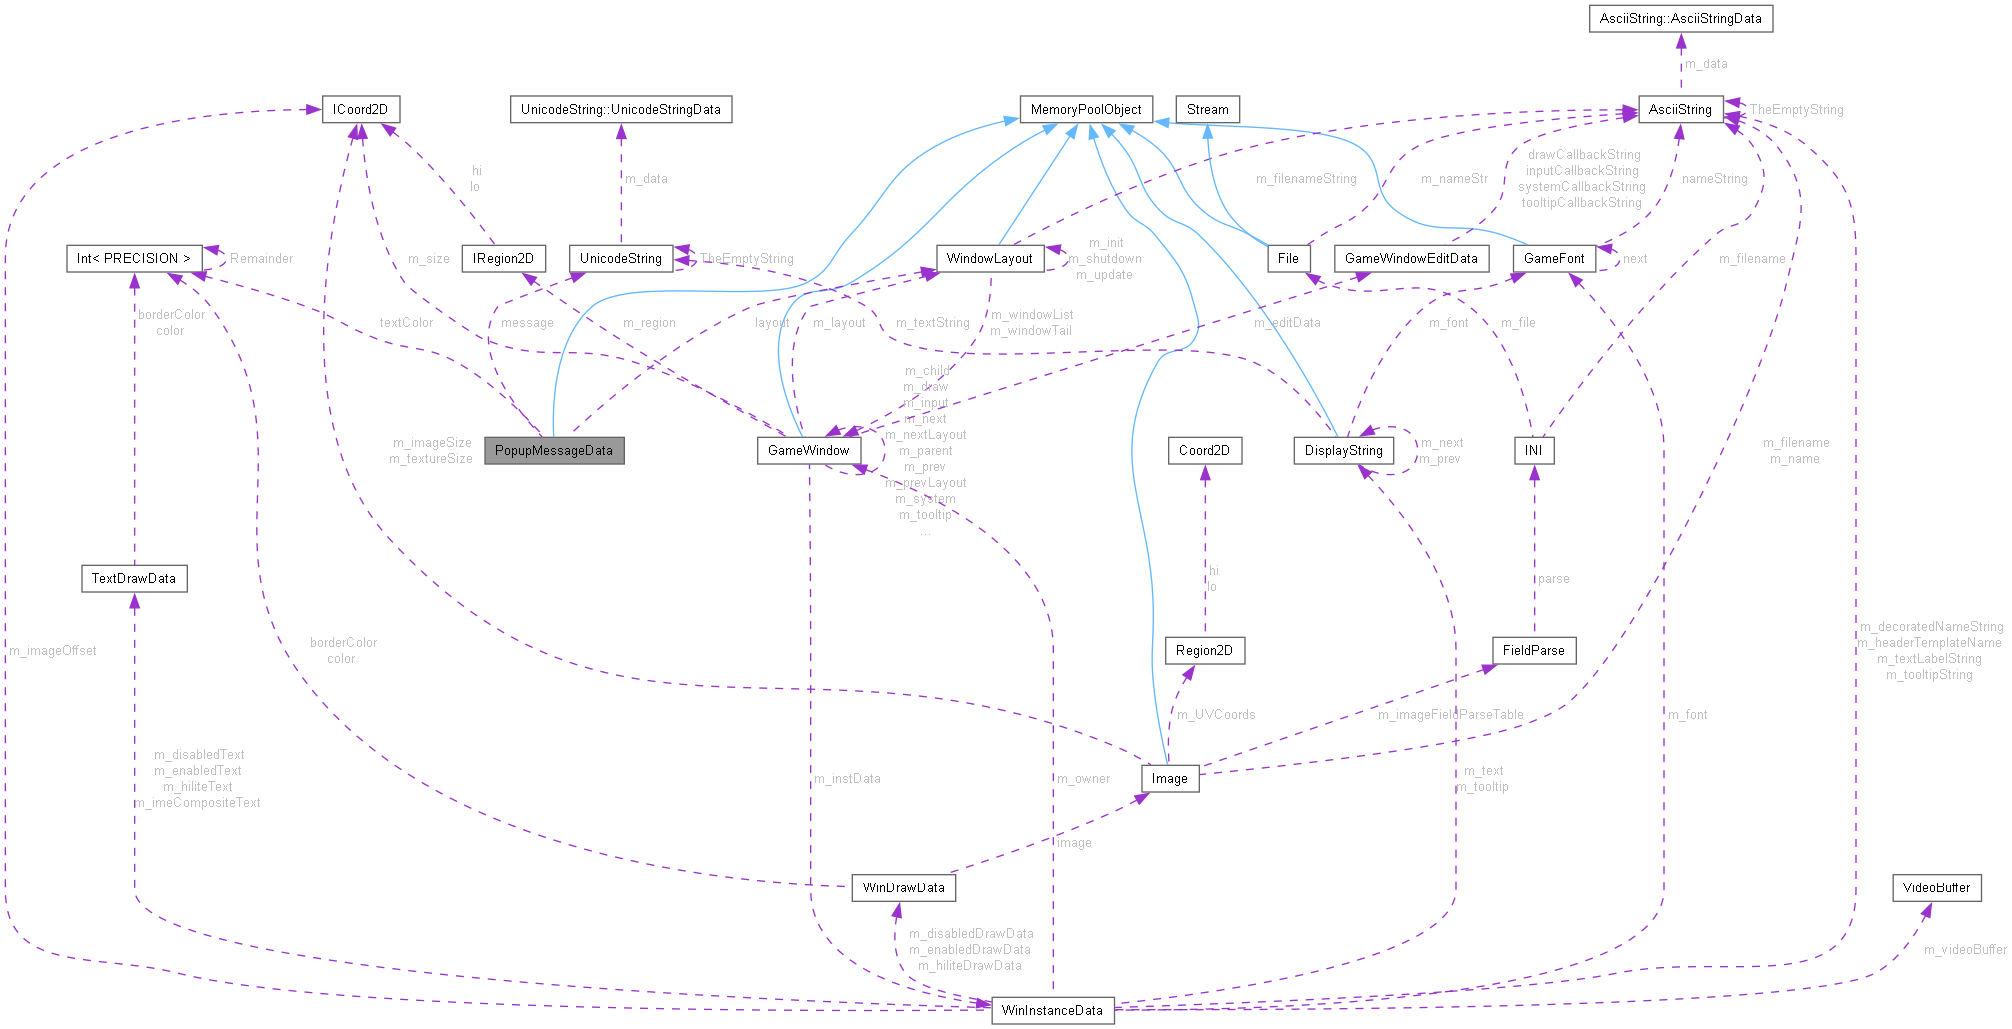 AsciiString::AsciiStringData
m_data
ICoord2D
UnicodeString::UnicodeStringData
MemoryPoolObject
Stream
AsciiString
TheEmptyString
hi
lo
m_data
m_filenameString
m_nameStr
drawCallbackString
inputCallbackString
systemCallbackString
tooltipCallbackString
nameString
Int< PRECISION >
Remainder
m_size
IRegion2D
UnicodeString
TheEmptyString
WindowLayout
m_init
m_shutdown
m_update
File
GameWindowEditData
GameFont
next
m_filename
borderColor
color
textColor
message
m_region
layout
m_layout
m_textString
m_windowList
m_windowTail
m_editData
m_font
m_file
m_imageSize
m_textureSize
PopupMessageData
GameWindow
m_child
m_draw
m_input
m_next
m_nextLayout
m_parent
m_prev
m_prevLayout
m_system
m_tooltip
...
Coord2D
DisplayString
m_next
m_prev
INI
m_filename
m_name
TextDrawData
hi
lo
parse
m_imageOffset
borderColor
color
Region2D
FieldParse
m_decoratedNameString
m_headerTemplateName
m_textLabelString
m_tooltipString
m_UVCoords
m_imageFieldParseTable
m_font
m_disabledText
m_enabledText
m_hiliteText
m_imeCompositeText
m_instData
m_owner
Image
m_text
m_tooltip
image
WinDrawData
VideoBuffer
m_disabledDrawData
m_enabledDrawData
m_hiliteDrawData
m_videoBuffer
WinInstanceData